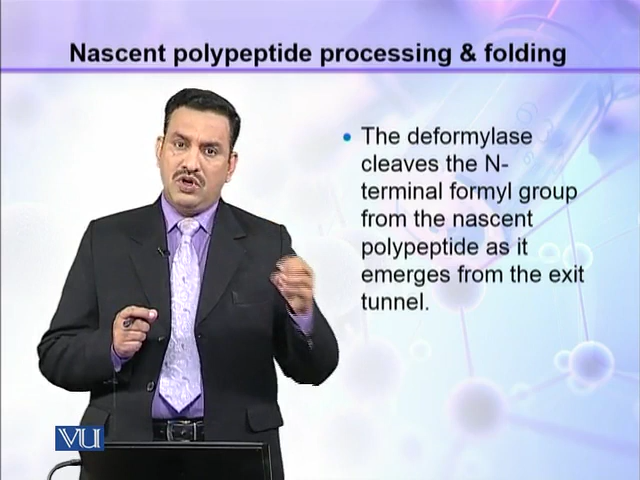 Nascent polypeptide processing & folding
• The deformylase
cleaves the N-
terminal formyl group
from the nascent
polypeptide as it
emerges from the exit
tunnel.
VU